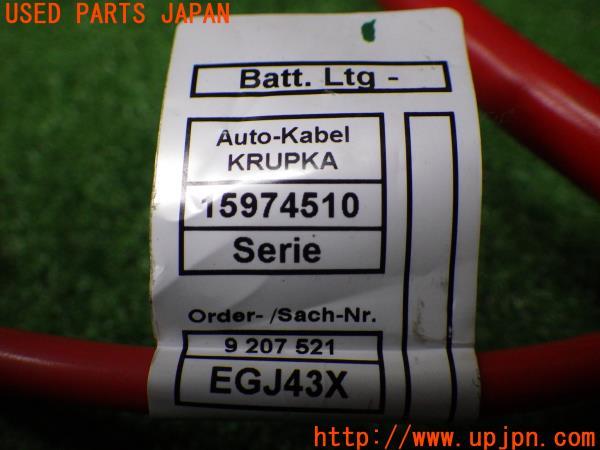 USED PARTS JAPAN
Batt. Ltg -
Auto-Kabel
KRUPKA
15974510
Serie
Order- /Sach-Nr.
9 207 521
EGJ43X
http://www.upjpn.com/